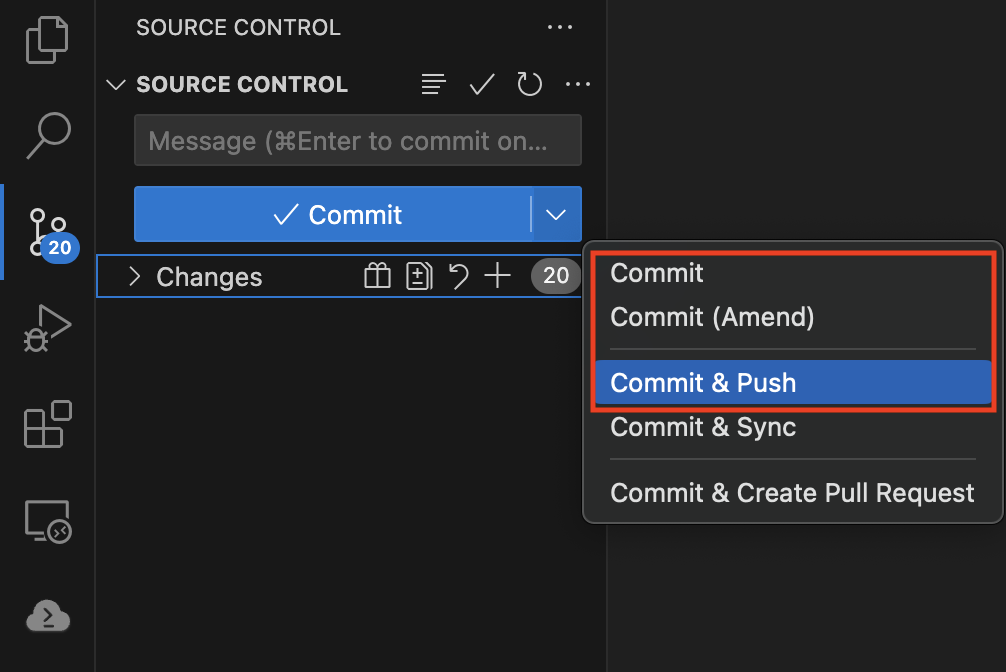 SOURCE CONTROL
SOURCE CONTROL
Message (⌘Enter to commit on...
Commit
20
Changes
20
Commit
Commit (Amend)
Commit & Push
Commit & Sync
Commit & Create Pull Request